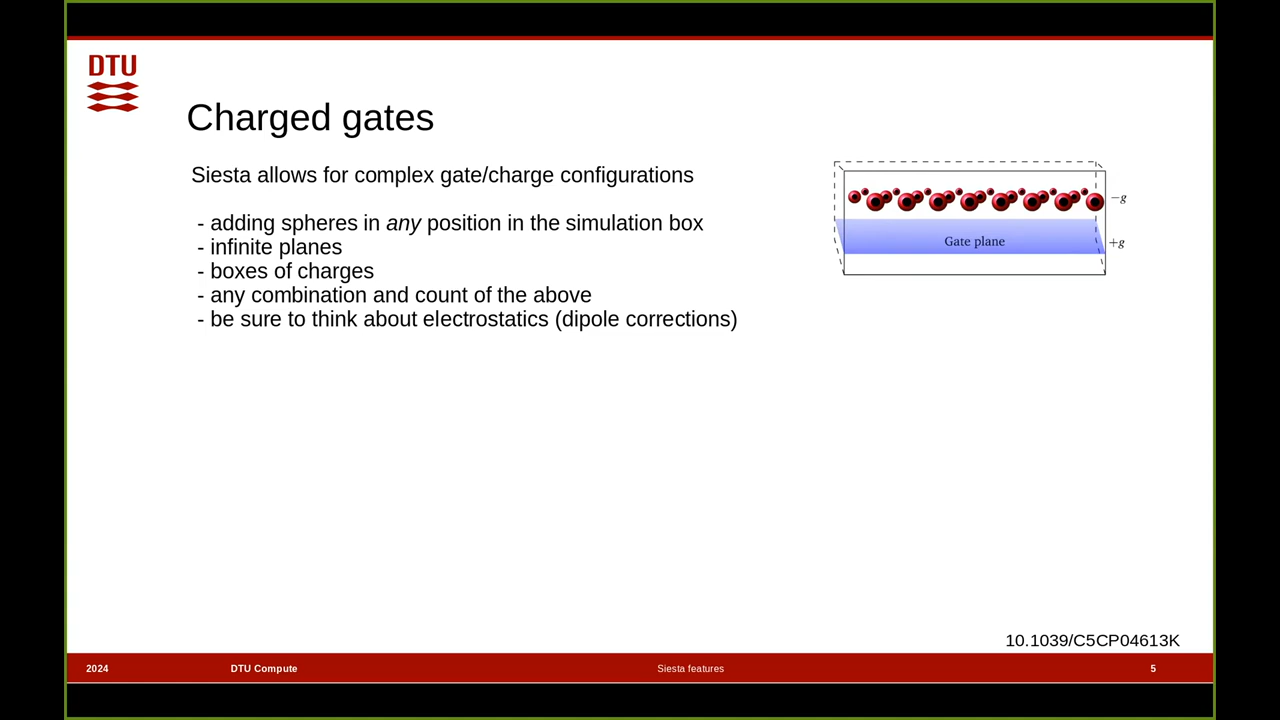 DTU
Charged gates
Siesta allows for complex gate/charge configurations
- adding spheres in any position in the simulation box
- infinite planes
- boxes of charges
- any combination and count of the above
- be sure to think about electrostatics (dipole corrections)
−g
Gate plane
+g
10.1039/C5CP04613K
2024 DTU Compute Siesta features 5